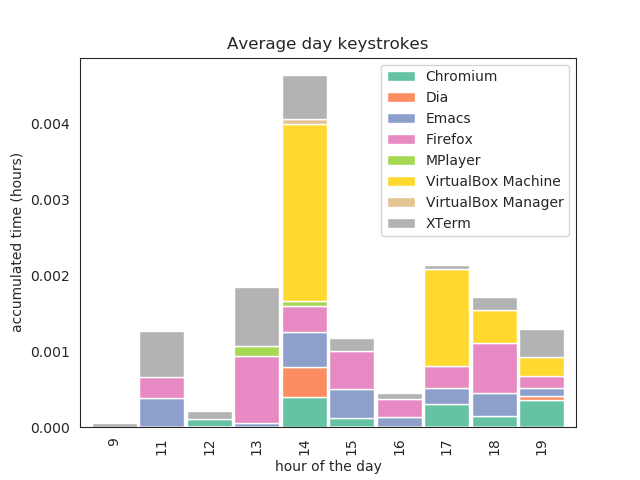 Average day keystrokes
accumulated time (hours)
0.004
0.003
0.002
0.001
0.000
Chromium
Dia
Emacs
Firefox
MPlayer
VirtualBox Machine
VirtualBox Manager
XTerm
9
11
12
13
14
15
16
17
18
19
hour of the day